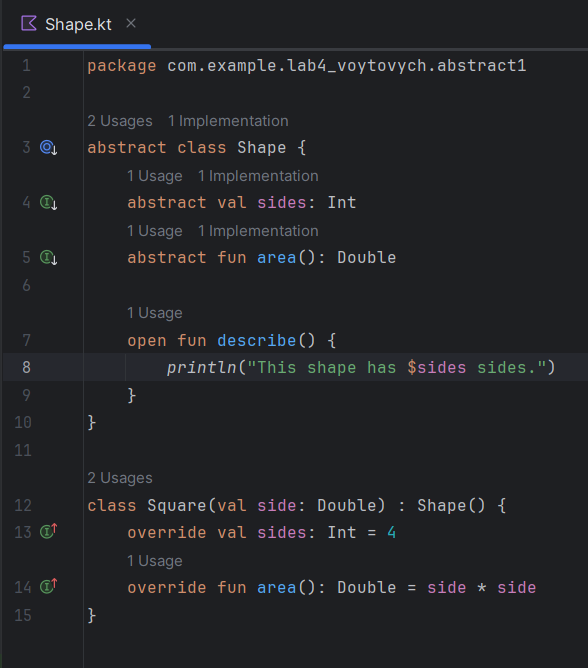 Shape.kt
1 package com.example.lab4_voytovych.abstract1
2
2 Usages 1 Implementation
3 abstract class Shape {
1 Usage 1 Implementation
4 abstract val sides: Int
1 Usage 1 Implementation
5 abstract fun area(): Double
6
1 Usage
7 open fun describe() {
8 println("This shape has $sides sides.")
9 }
10 }
11
2 Usages
12 class Square(val side: Double) : Shape() {
13 override val sides: Int = 4
1 Usage
14 override fun area(): Double = side * side
15 }